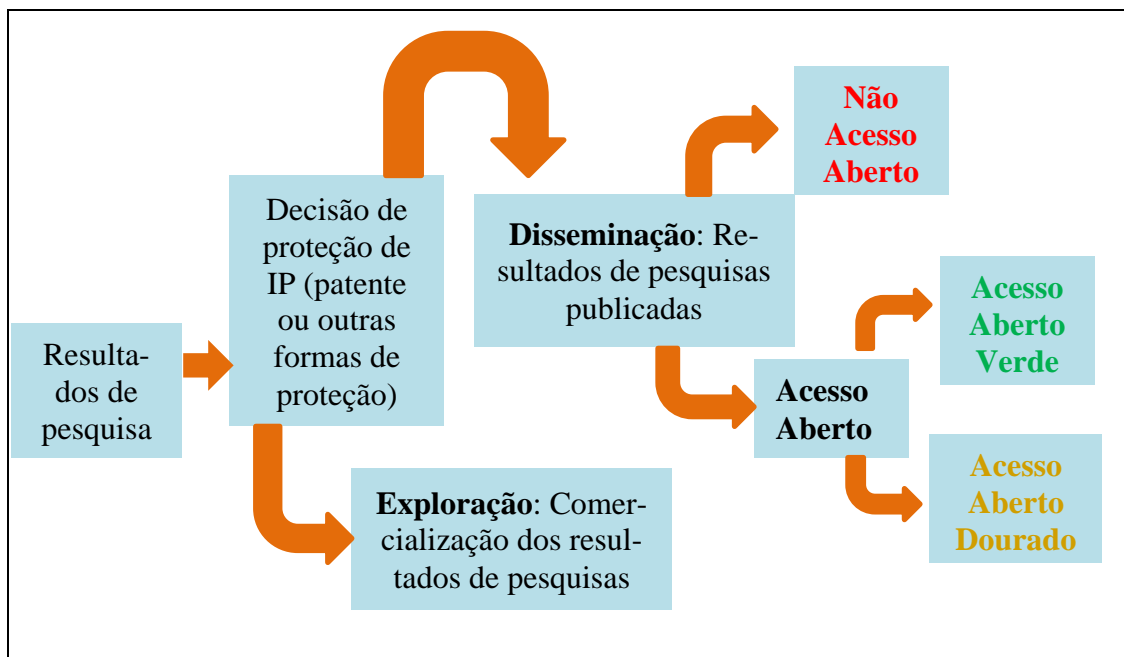 Resulta-
dos de
pesquisa
Decisão de
proteção de
IP (patente
ou outras
formas de
proteção)
Disseminação: Re-
sultados de pesquisas
publicadas
Não
Acesso
Aberto
Acesso
Aberto
Acesso
Aberto
Verde
Acesso
Aberto
Dourado
Exploração: Comer-
cialização dos resul-
tados de pesquisas